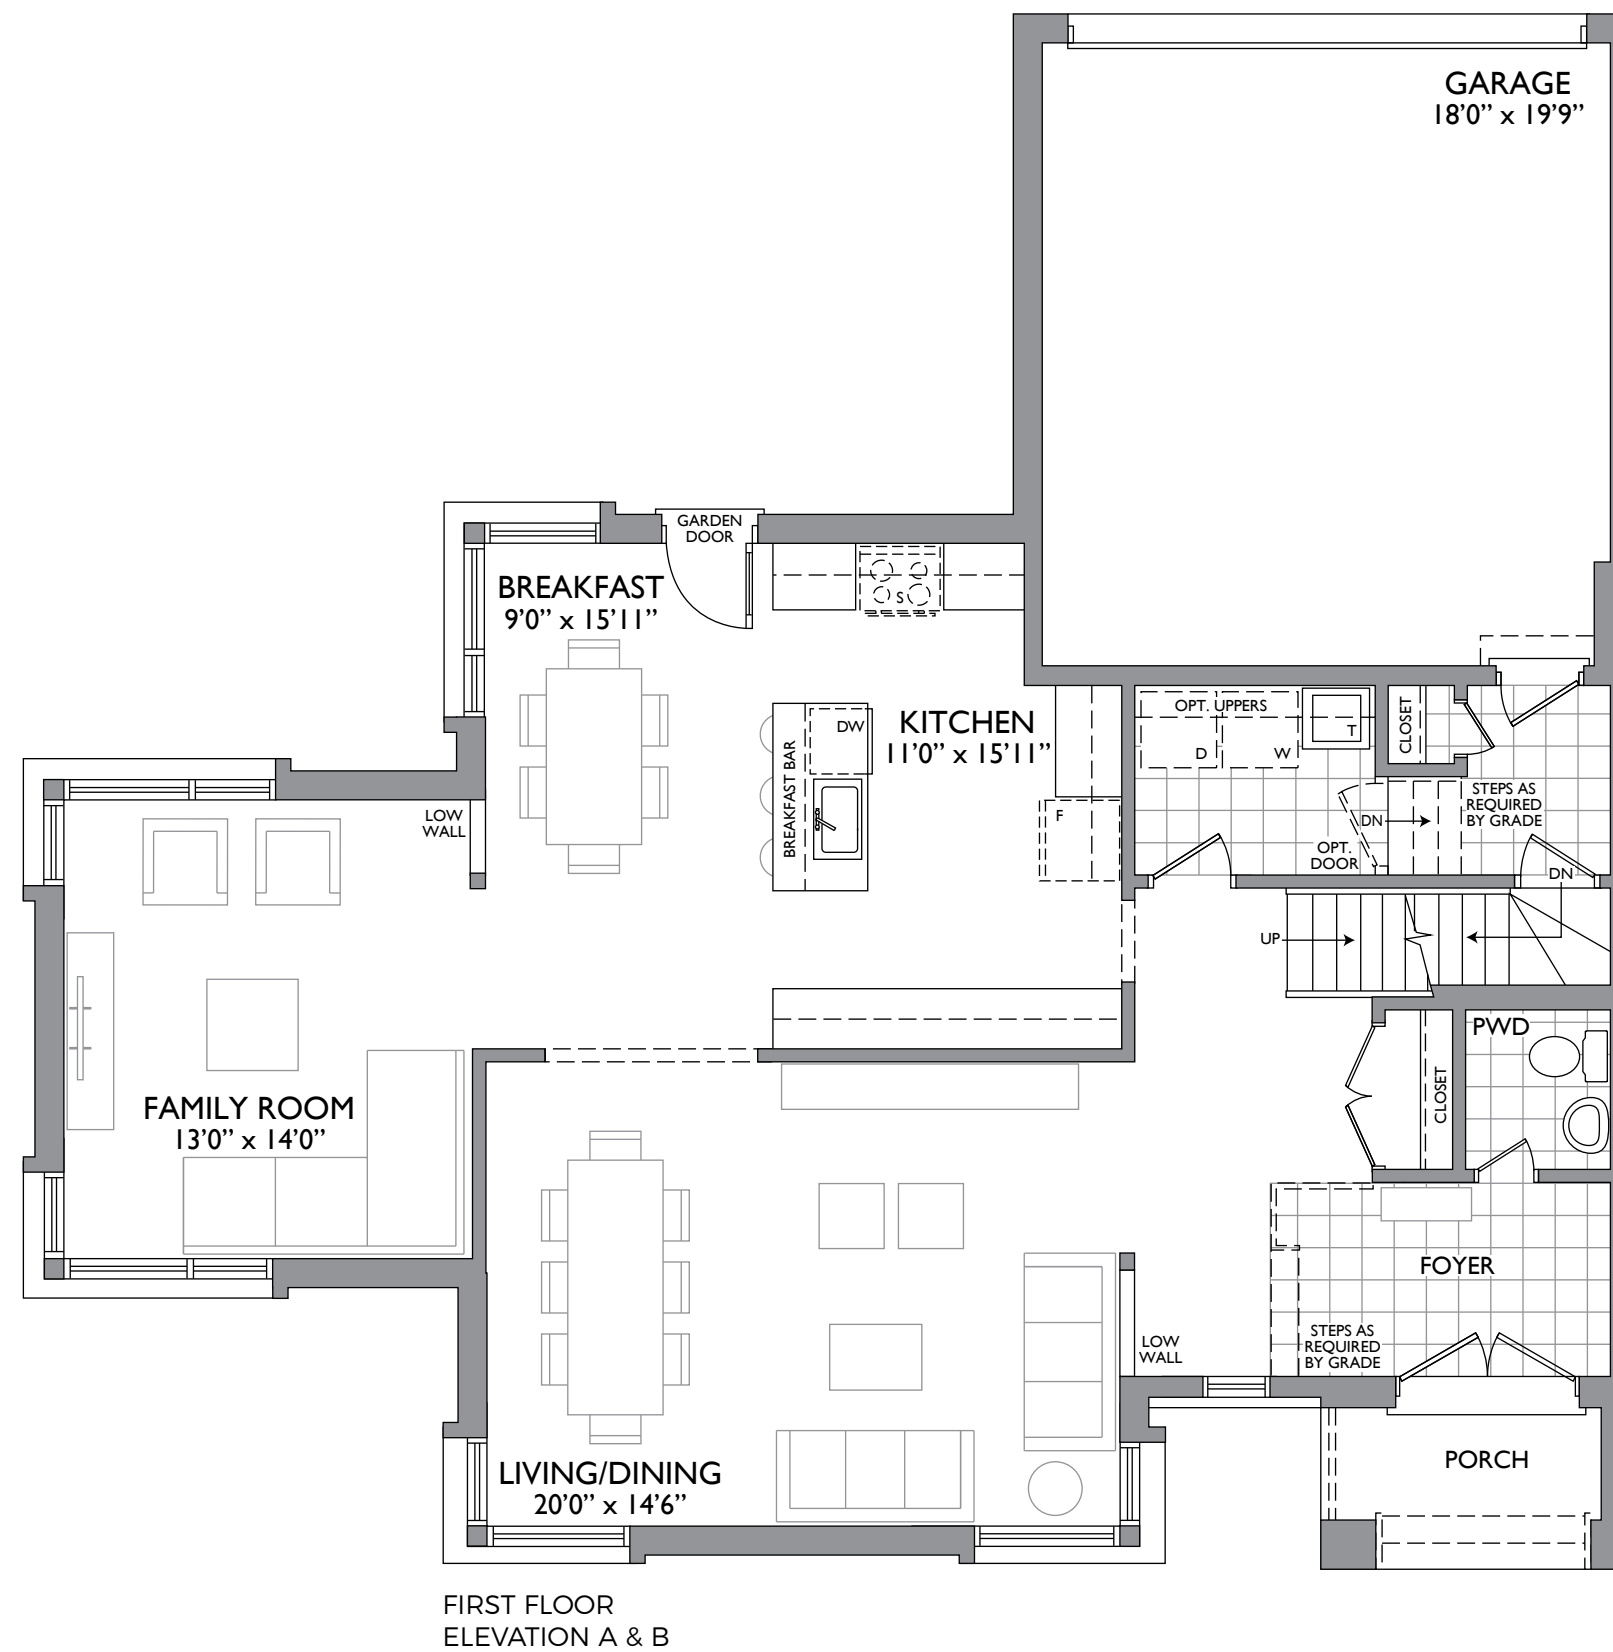 GARAGE
18'0” x 19'9”
GARDEN
DOOR
BREAKFAST
9'0” x 15'11”
S
KITCHEN
11'0” x 15'11”
DW
BREAKFAST BAR
F
OPT. UPPERS
D
W
T
CLOSET
STEPS AS
REQUIRED
BY GRADE
DN
OPT.
DOOR
DN
UP
LOW
WALL
FAMILY ROOM
13'0” x 14'0”
PWD
CLOSET
FOYER
STEPS AS
REQUIRED
BY GRADE
LOW
WALL
PORCH
LIVING/DINING
20'0” x 14'6”
FIRST FLOOR
ELEVATION A & B